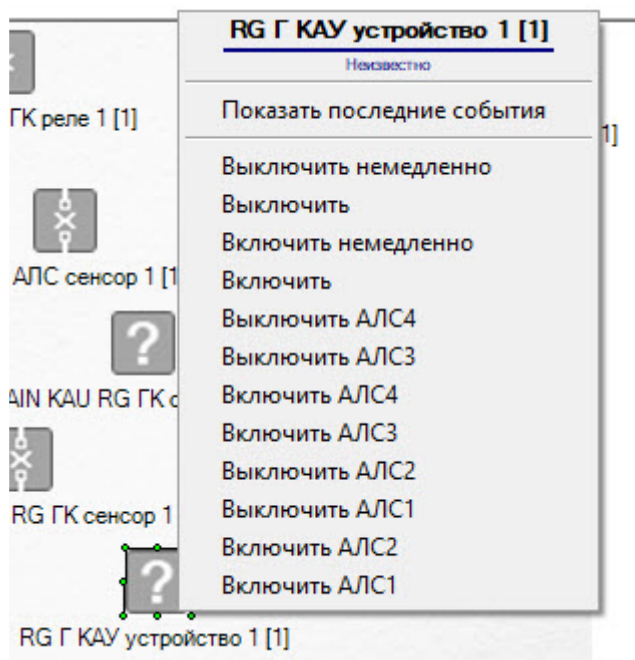 RG Г КАУ устройство 1 [1]
Неизвестно
Показать последние события
Выключить немедленно
Выключить
Включить немедленно
Включить
Выключить АЛС4
Выключить АЛС3
Включить АЛС4
Включить АЛС3
Выключить АЛС2
Выключить АЛС1
Включить АЛС2
Включить АЛС1
ГК реле 1 [1]
1]
АЛС сенсор 1 [1
AIN KAU RG ГК
RG ГК сенсор 1
RG Г КАУ устройство 1 [1]